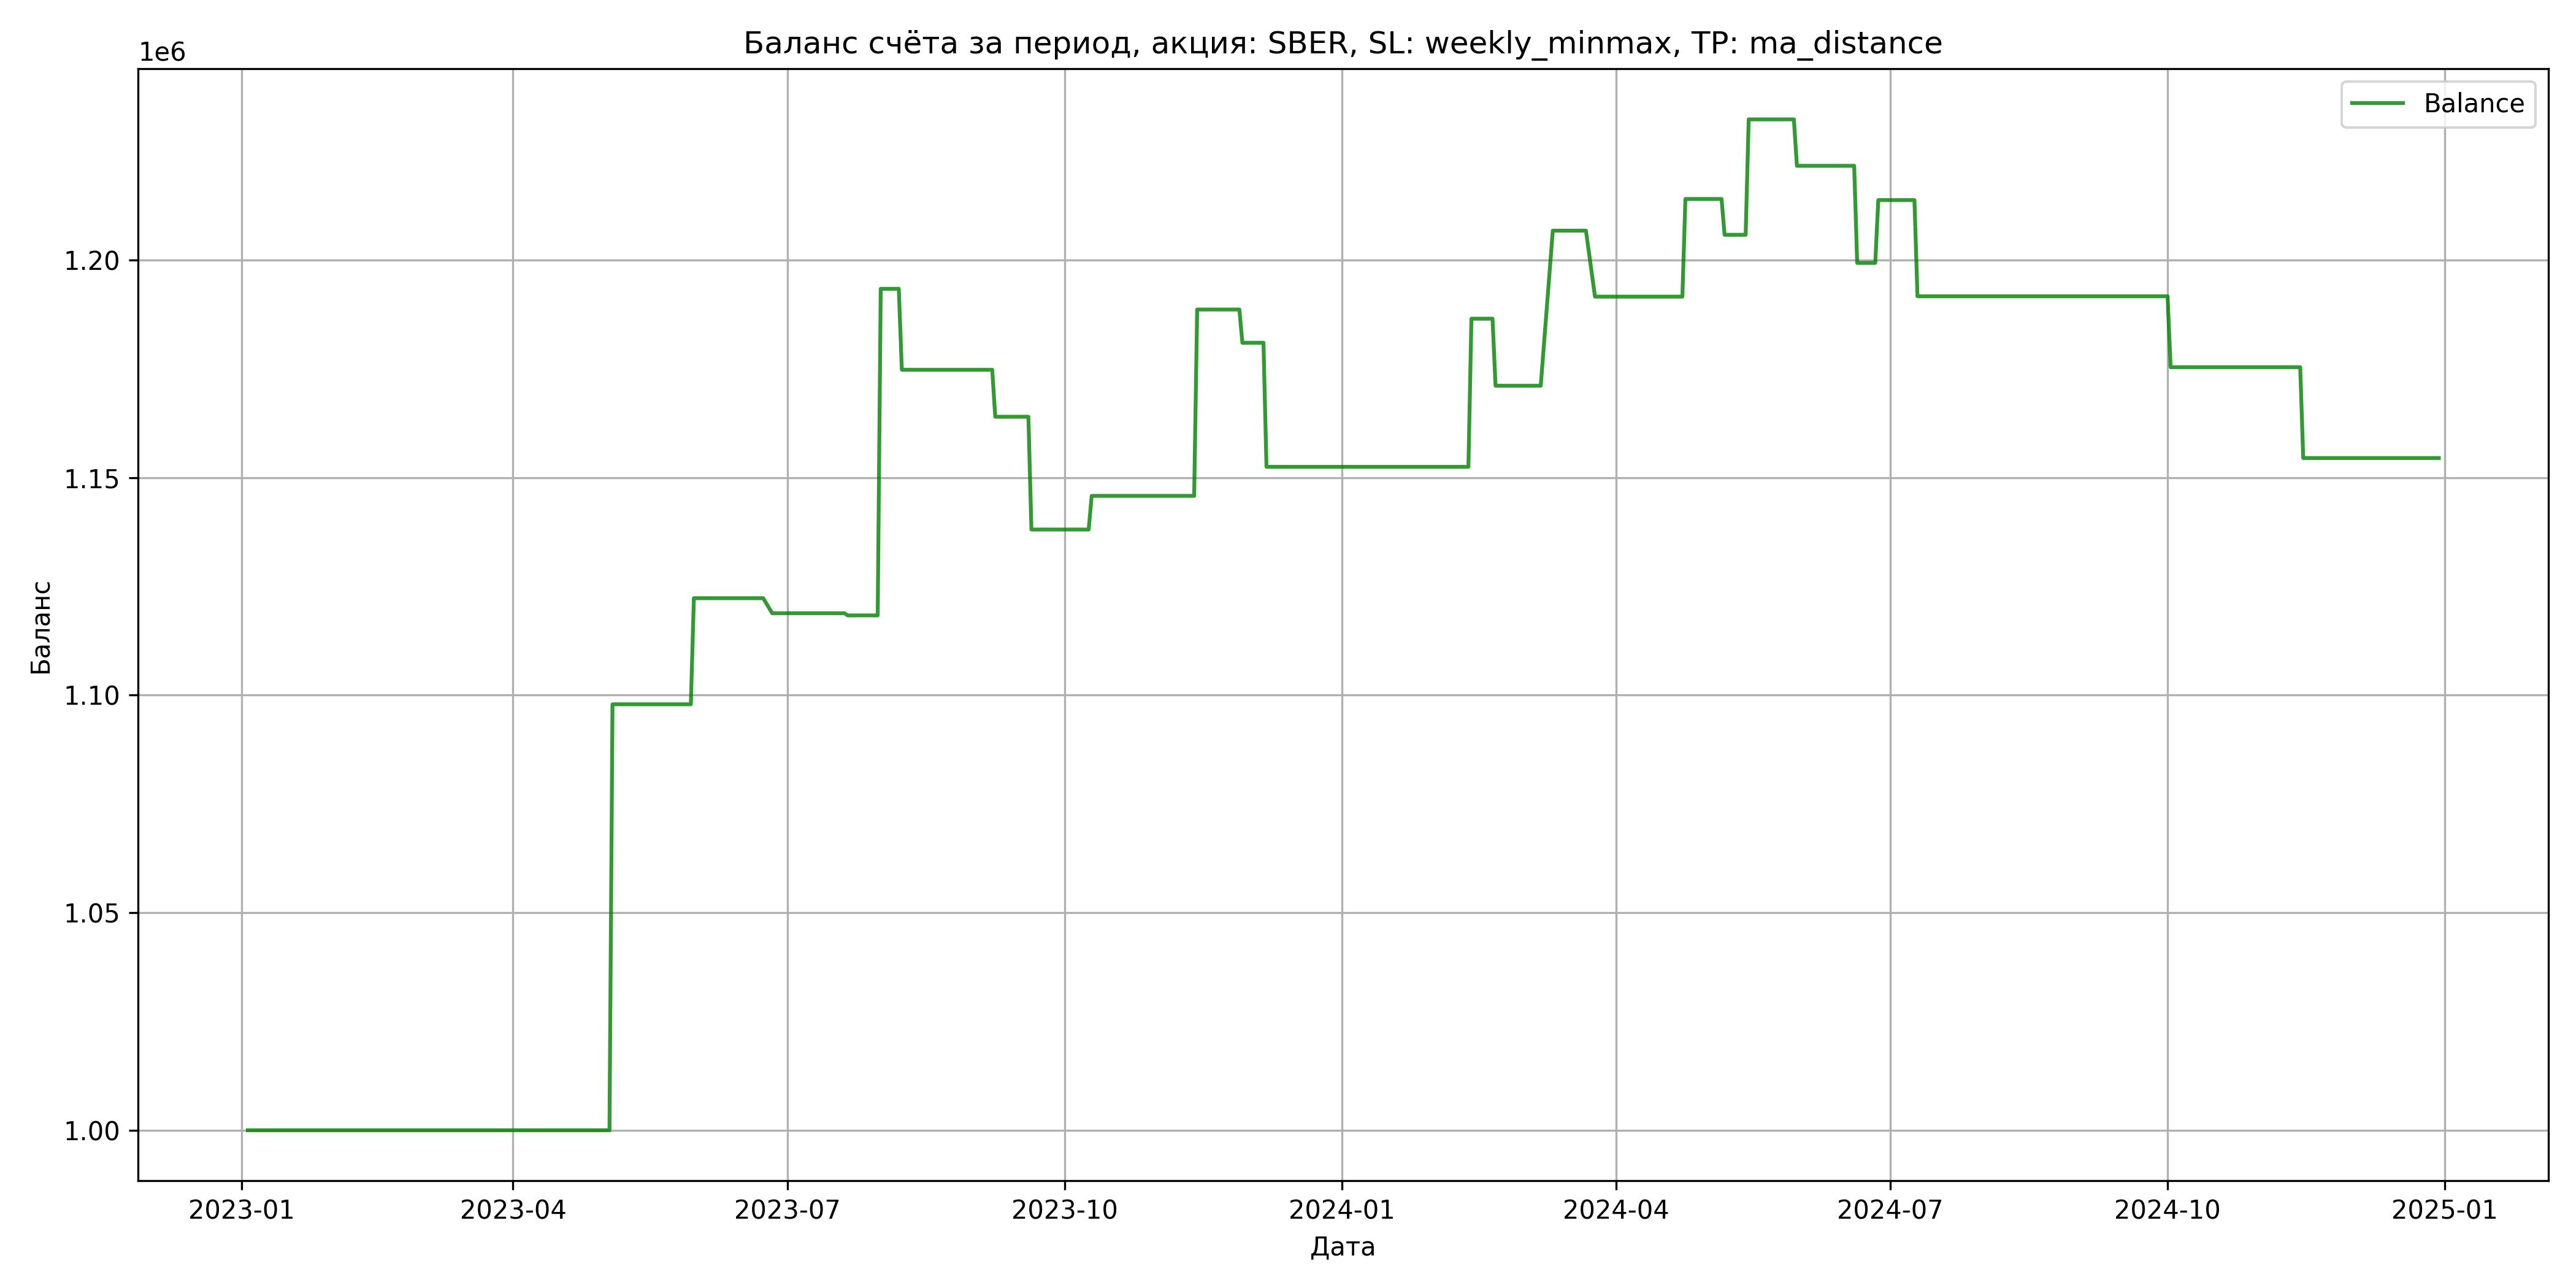 Баланс счёта за период, акция: SBER, SL: weekly_minmax, TP: ma_distance
1e6
Balance
1.20
1.15
1.10
1.05
1.00
Баланс
2023-01 2023-04 2023-07 2023-10 2024-01 2024-04 2024-07 2024-10 2025-01
Дата